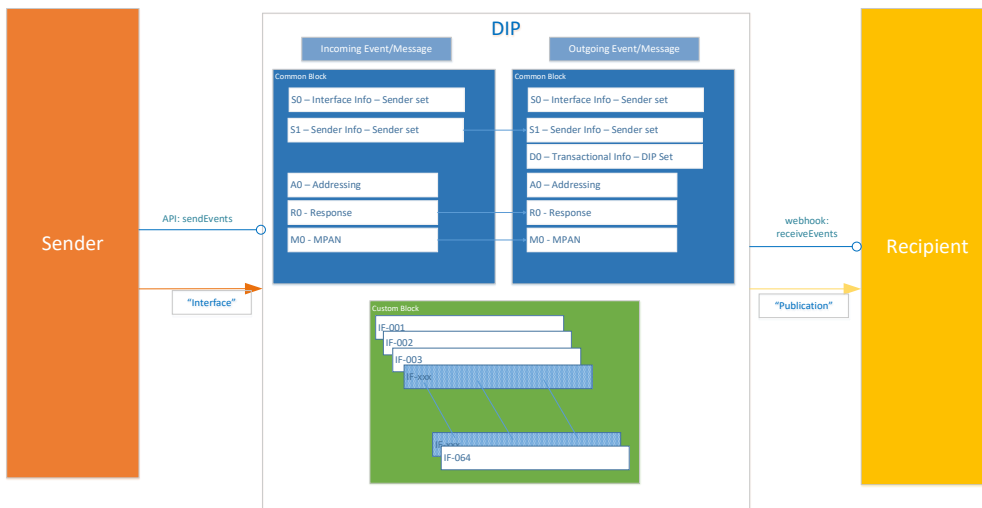 DIP
Incoming Event/Message
Outgoing Event/Message
Common Block
S0 – Interface Info – Sender set
S1 – Sender Info – Sender set
A0 – Addressing
R0 - Response
M0 - MPAN
Common Block
S0 – Interface Info – Sender set
S1 – Sender Info – Sender set
D0 – Transactional Info – DIP Set
A0 – Addressing
R0 – Response
M0 – MPAN
Sender
API: sendEvents
"Interface"
webhook:
receiveEvents
"Publication"
Recipient
Custom Block
IF-001
IF-002
IF-003
IF-xxx
IF-xxx
IF-064